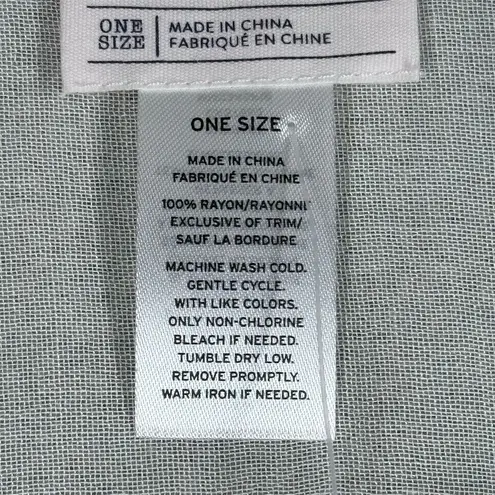 ONE SIZE
MADE IN CHINA
FABRIQUÉ EN CHINE
ONE SIZE
MADE IN CHINA
FABRIQUÉ EN CHINE
100% RAYON/RAYONNE
EXCLUSIVE OF TRIM/
SAUF LA BORDURE
MACHINE WASH COLD.
GENTLE CYCLE.
WITH LIKE COLORS.
ONLY NON-CHLORINE
BLEACH IF NEEDED.
TUMBLE DRY LOW.
REMOVE PROMPTLY.
WARM IRON IF NEEDED.